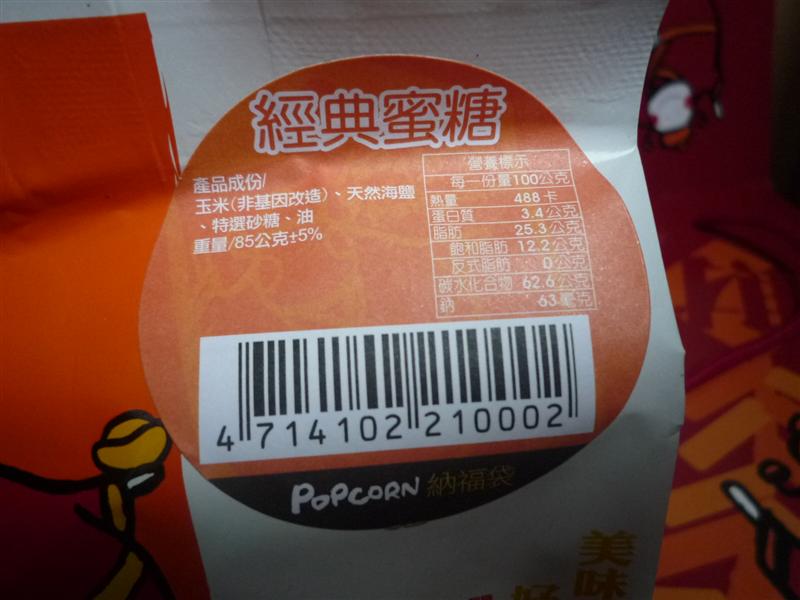 經典蜜糖
產品成份/
玉米(非基因改造)、天然海鹽
、特選砂糖、油
重量/85公克±5%
營養標示
每一份量100公克
熱量 488 卡
蛋白質 3.4公克
脂肪 25.3公克
飽和脂肪 12.2公克
反式脂肪 0公克
碳水化合物 62.6公克
鈉 63毫克
4 714102 210002
POPCORN 納福袋
美味
好